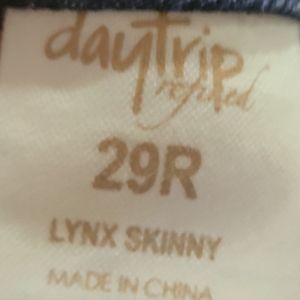 daytrip
refined
29R
LYNX SKINNY
MADE IN CHINA